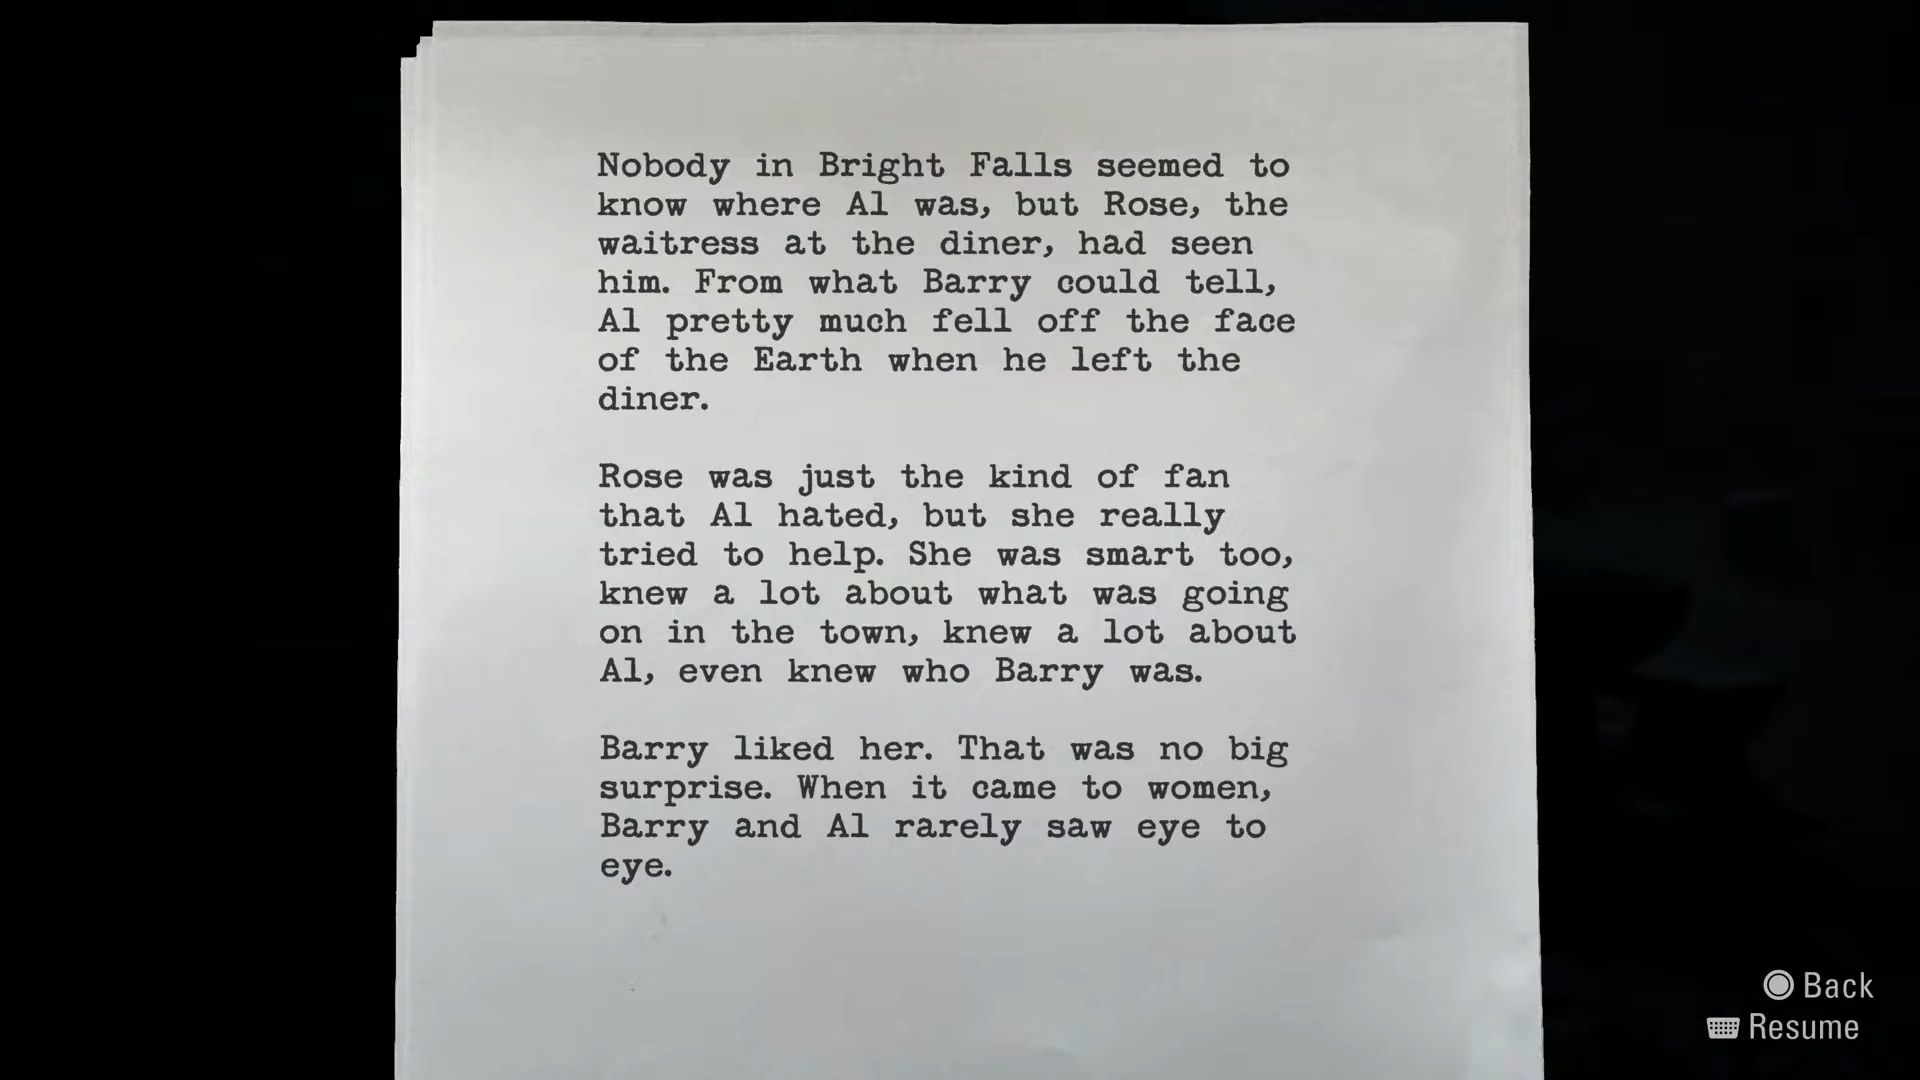 Nobody in Bright Falls seemed to
know where Al was, but Rose, the
waitress at the diner, had seen
him. From what Barry could tell,
Al pretty much fell off the face
of the Earth when he left the
diner.
Rose was just the kind of fan
that Al hated, but she really
tried to help. She was smart too,
knew a lot about what was going
on in the town, knew a lot about
Al, even knew who Barry was.
Barry liked her. That was no big
surprise. When it came to women,
Barry and Al rarely saw eye to
eye.
Back
Resume